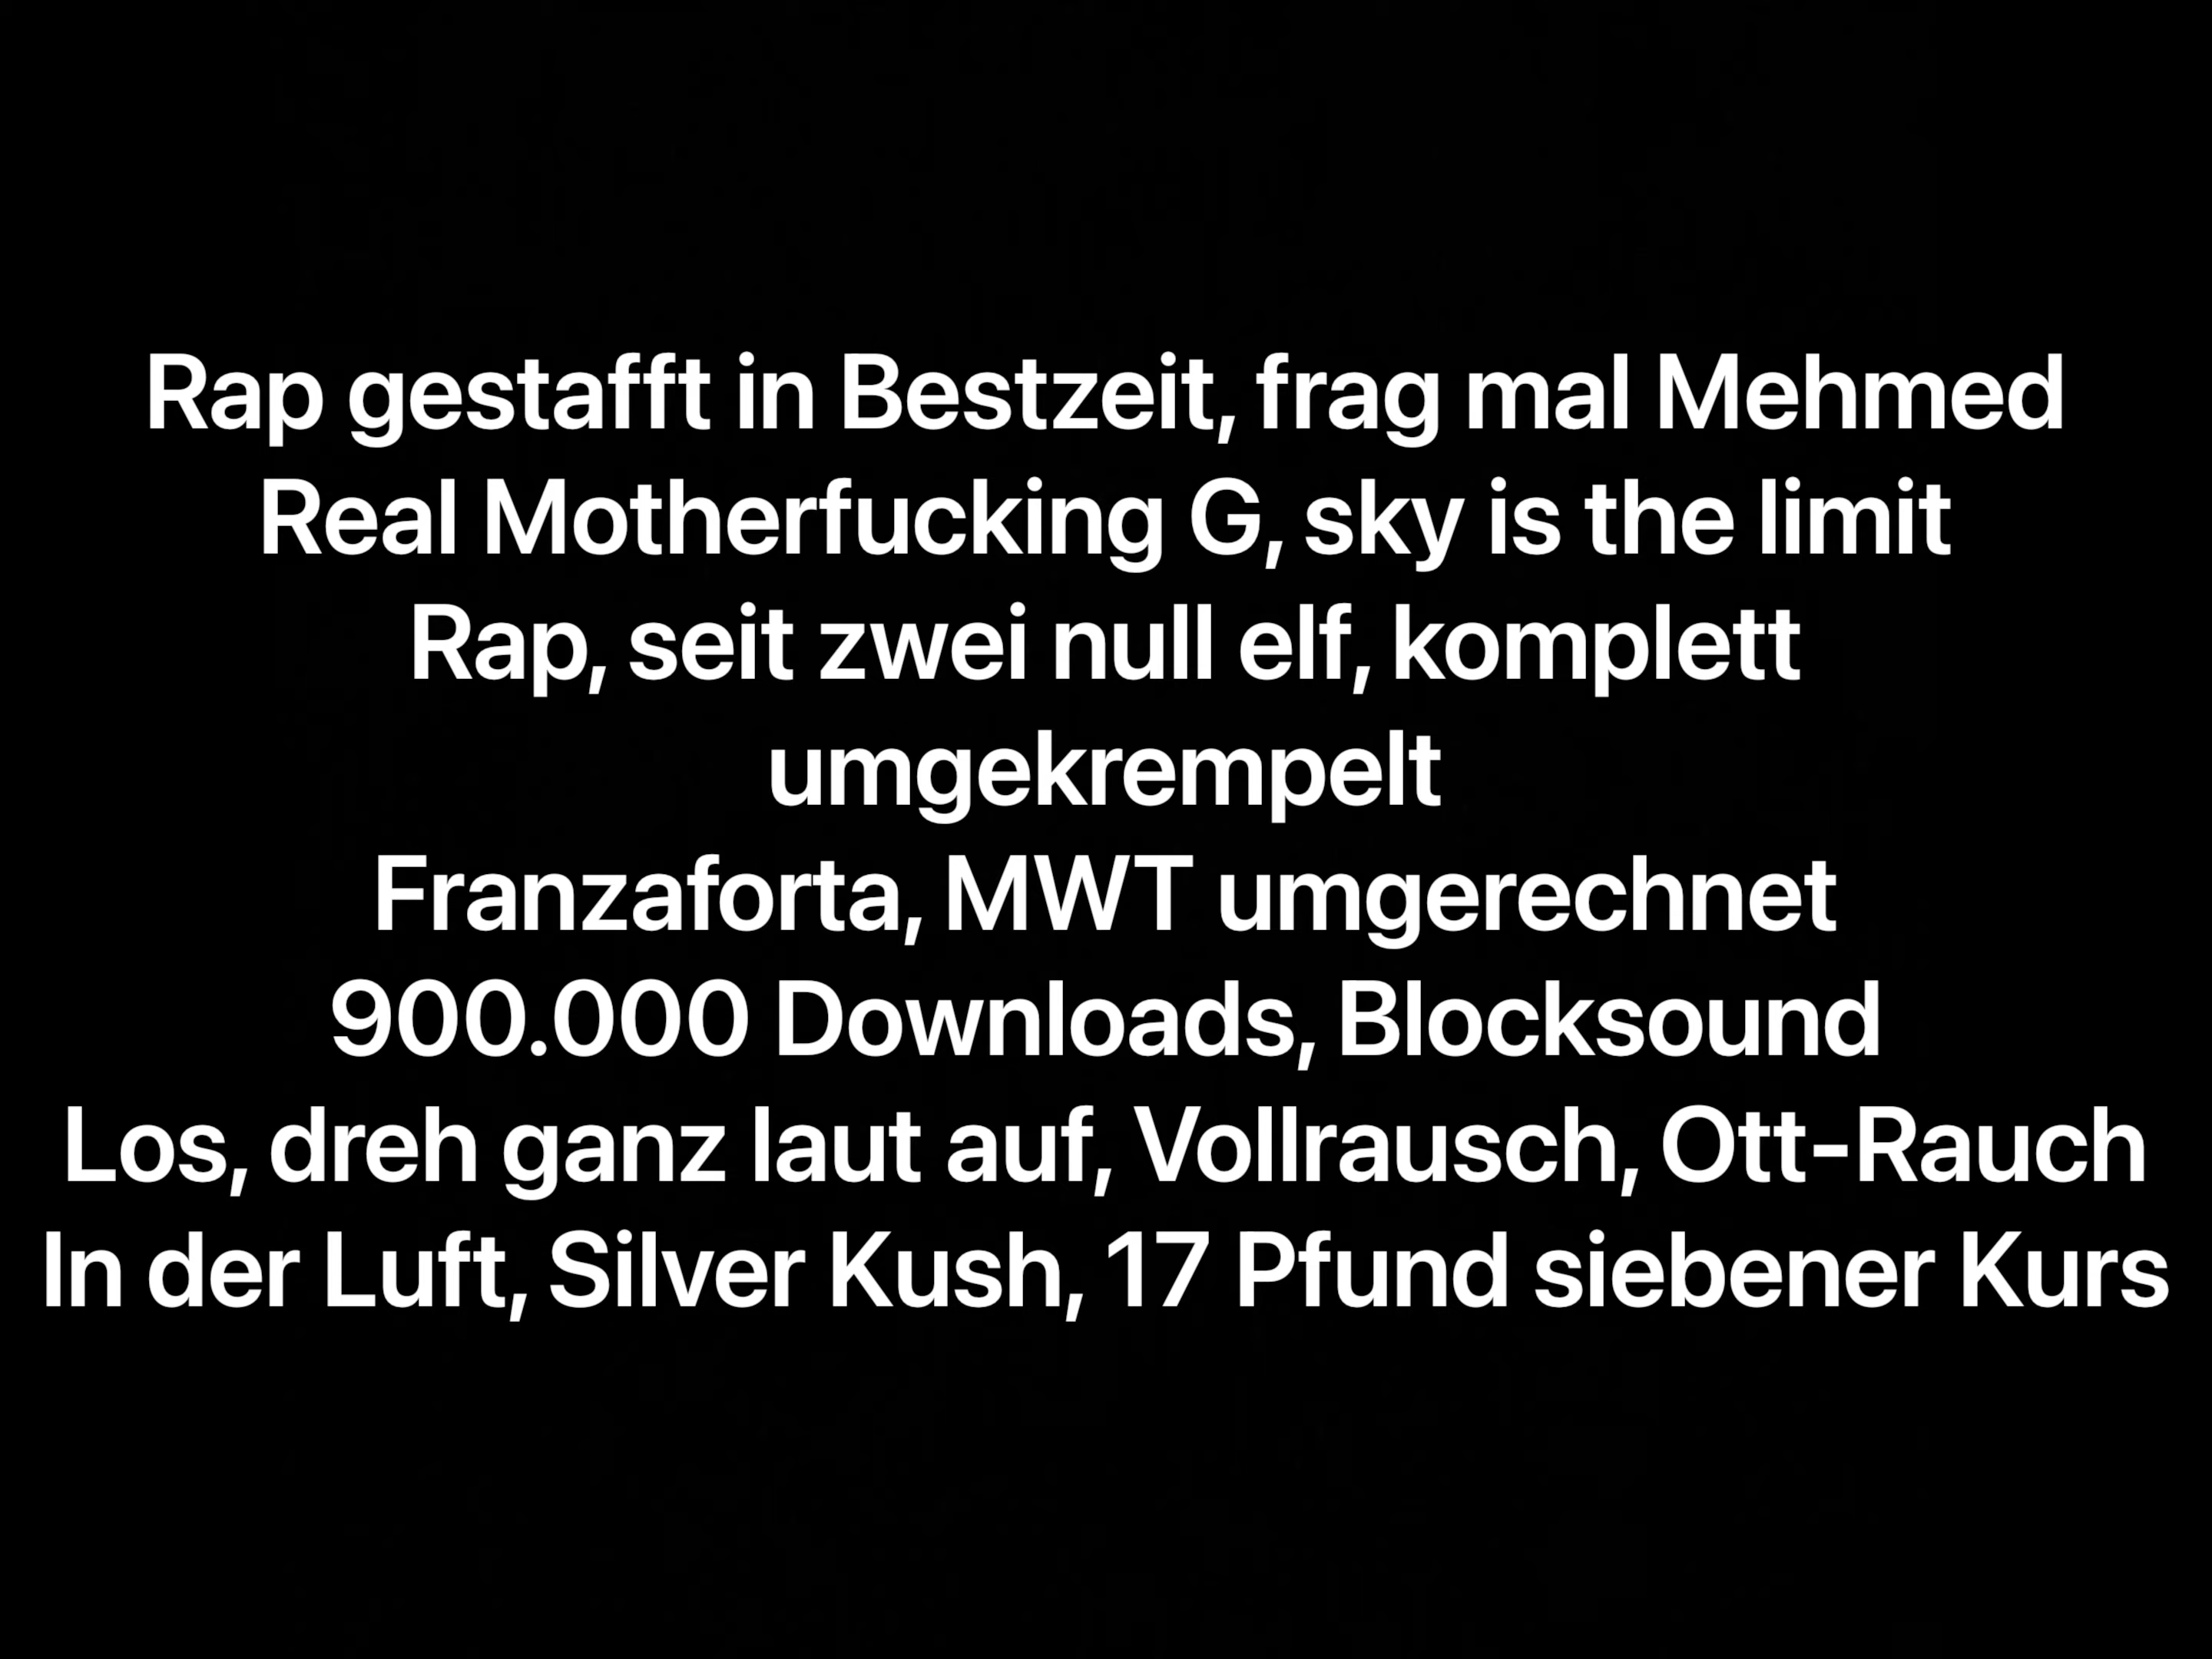 Rap gestafft in Bestzeit, frag mal Mehmed
Real Motherfucking G, sky is the limit
Rap, seit zwei null elf, komplett
umgekrempelt
Franzaforta, MWT umgerechnet
900.000 Downloads, Blocksound
Los, dreh ganz laut auf, Vollrausch, Ott-Rauch
In der Luft, Silver Kush, 17 Pfund siebener Kurs